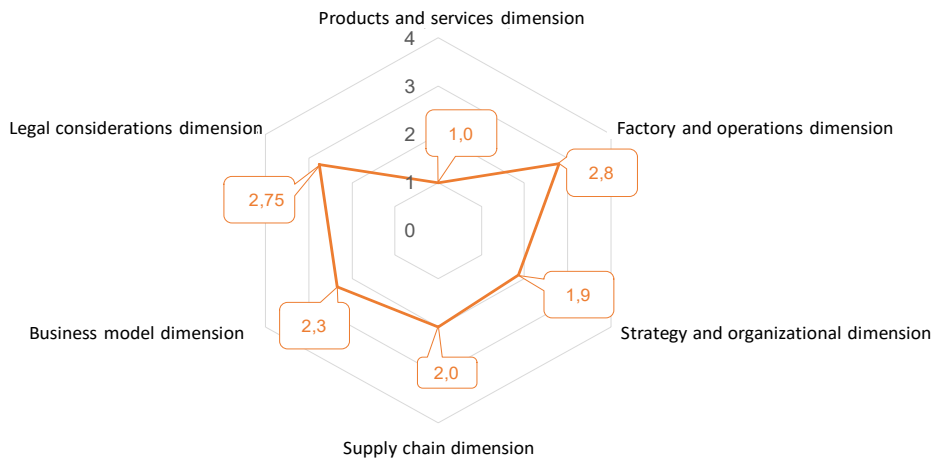 Products and services dimension
4
3
Legal considerations dimension
2
1,0
Factory and operations dimension
2,75
1
2,8
0
1,9
Business model dimension
2,3
Strategy and organizational dimension
2,0
Supply chain dimension